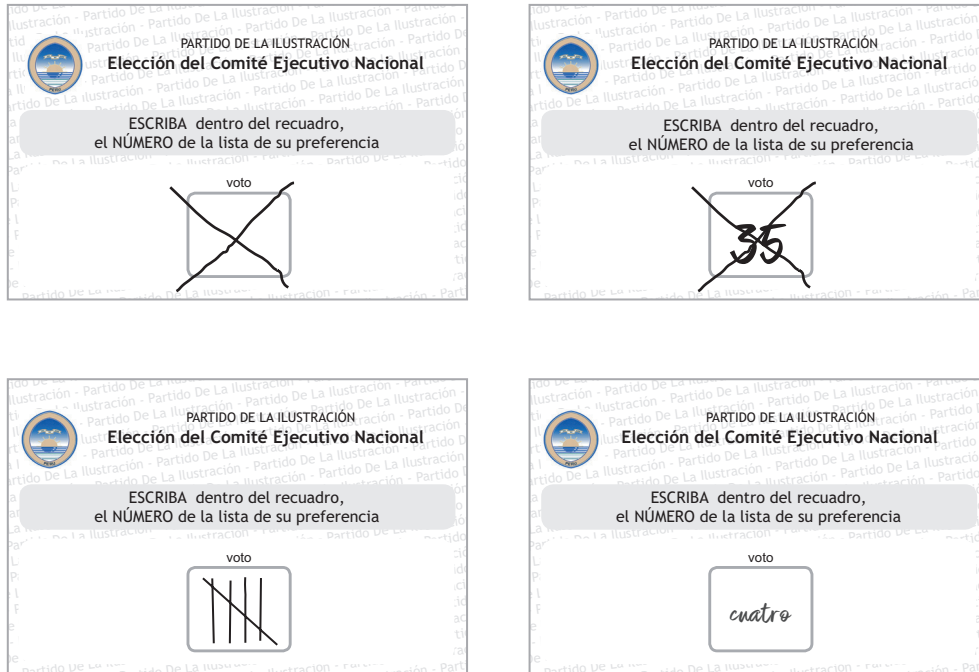 PARTIDO DE LA ILUSTRACIÓN
Elección del Comité Ejecutivo Nacional
ESCRIBA dentro del recuadro,
el NÚMERO de la lista de su preferencia
voto
PARTIDO DE LA ILUSTRACIÓN
Elección del Comité Ejecutivo Nacional
ESCRIBA dentro del recuadro,
el NÚMERO de la lista de su preferencia
voto
35
PARTIDO DE LA ILUSTRACIÓN
Elección del Comité Ejecutivo Nacional
ESCRIBA dentro del recuadro,
el NÚMERO de la lista de su preferencia
voto
PARTIDO DE LA ILUSTRACIÓN
Elección del Comité Ejecutivo Nacional
ESCRIBA dentro del recuadro,
el NÚMERO de la lista de su preferencia
voto
cuatro